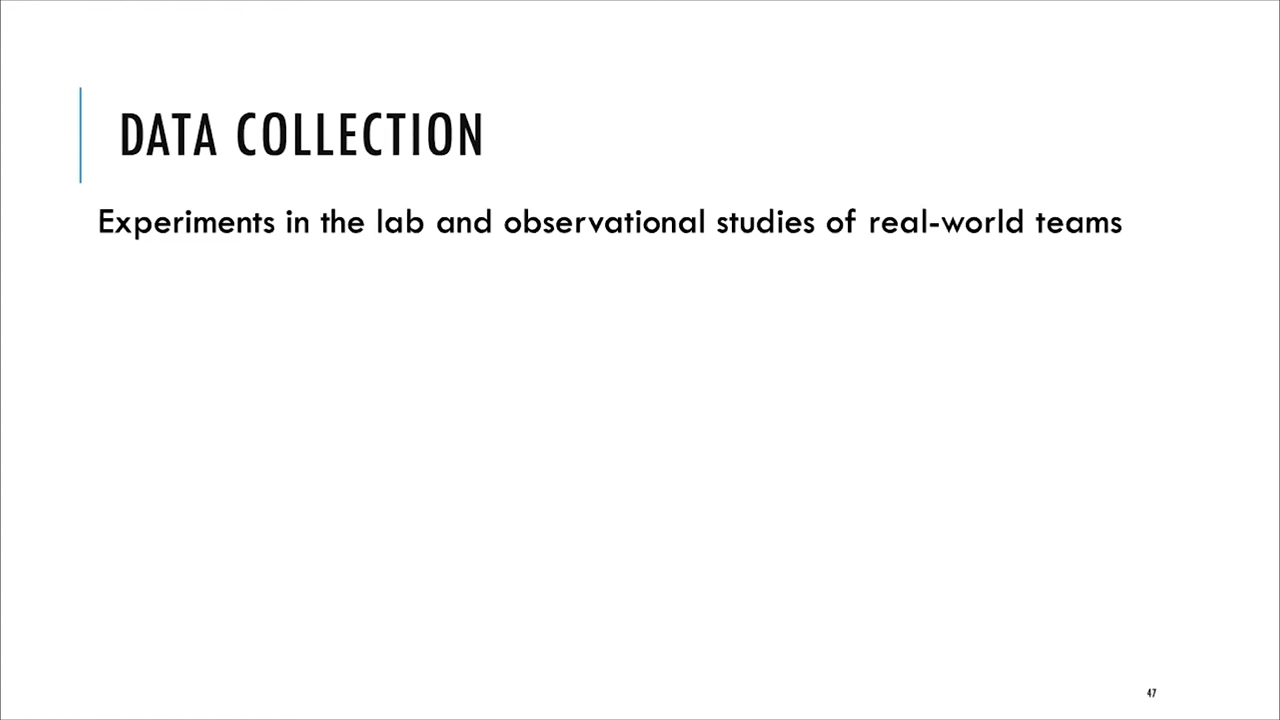 DATA COLLECTION
Experiments in the lab and observational studies of real-world teams
47